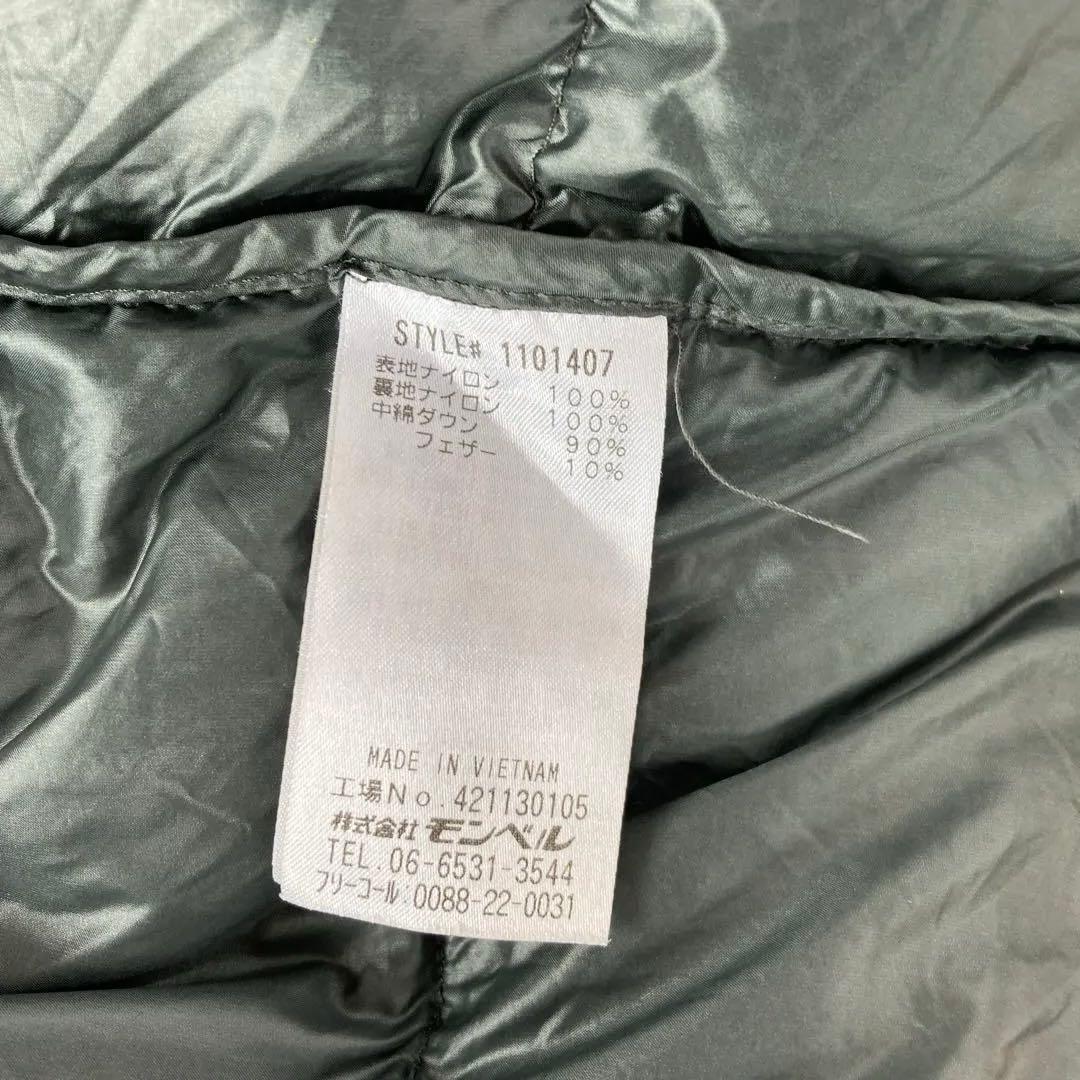 STYLE# 1101407
表地ナイロン 100%
裏地ナイロン 100%
中綿ダウン 90%
フェザー 10%
MADE IN VIETNAM
工場No.421130105
株式会社 モンベル
TEL.06-6531-3544
フリーコール:0088-22-0031